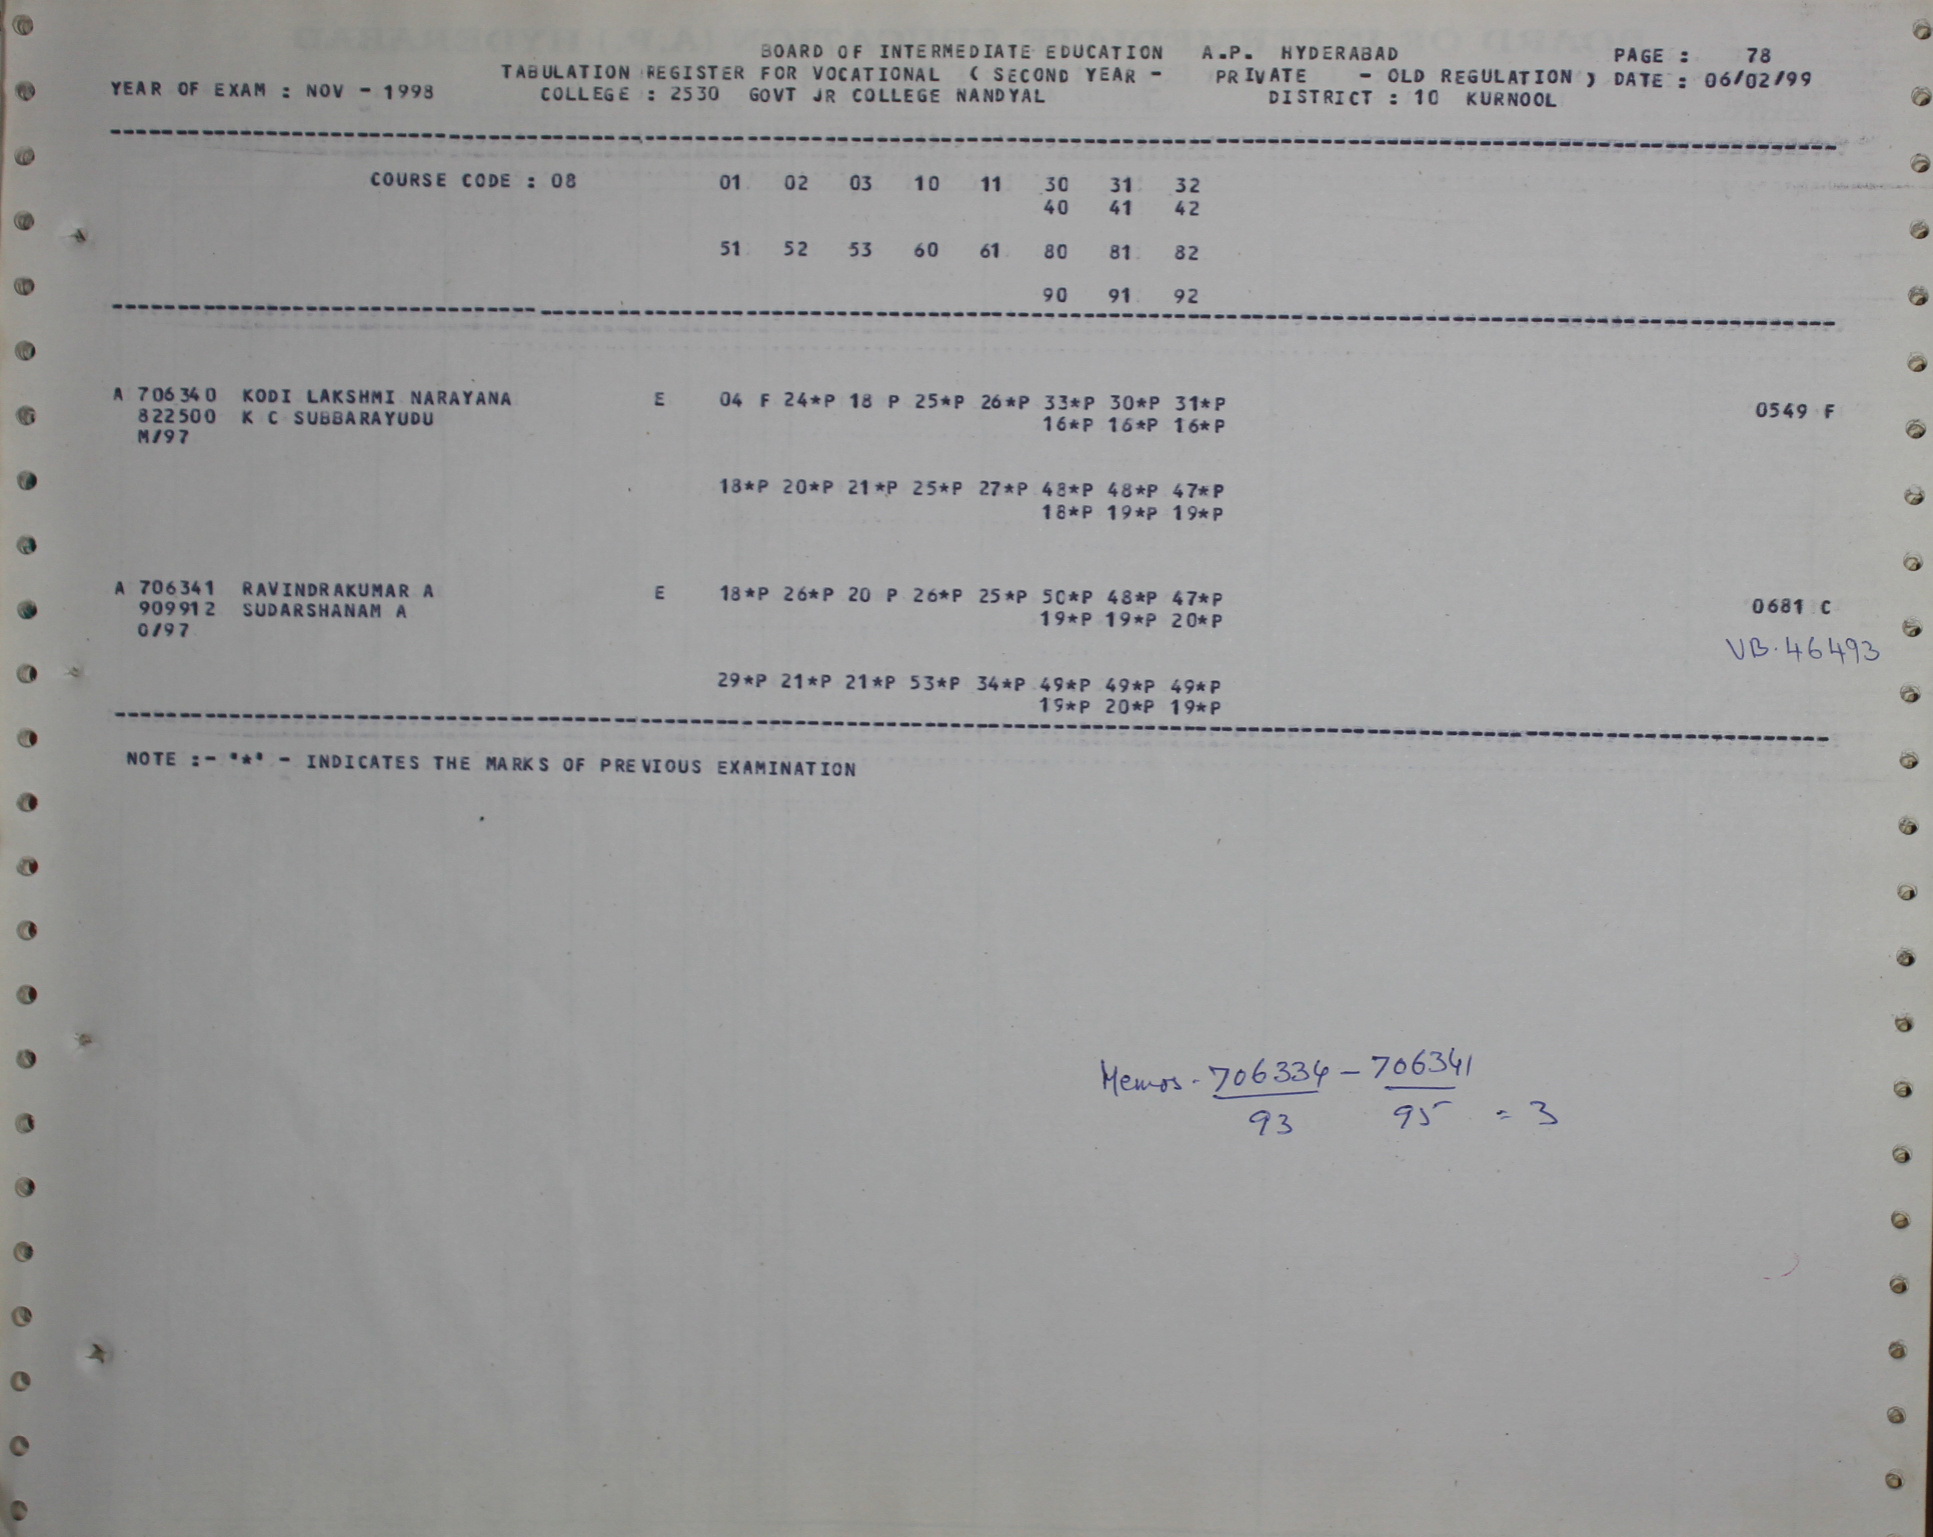 BOARD OF INTERMEDIATE EDUCATION A.P. HYDERABAD PAGE : 78
TABULATION REGISTER FOR VOCATIONAL ( SECOND YEAR - PRIVATE - OLD REGULATION ) DATE : 06/02/99
YEAR OF EXAM : NOV - 1998 COLLEGE : 2530 GOVT JR COLLEGE NANDYAL DISTRICT : 10 KURNOOL
COURSE CODE : 08 01 02 03 10 11 30 31 32
40 41 42
51 52 53 60 61 80 81 82
90 91 92
A 706340 KODI LAKSHMI NARAYANA E 04 F 24*P 18 P 25*P 26*P 33*P 30*P 31*P 0549 F
822500 K C SUBBARAYUDU 16*P 16*P 16*P
M/97
18*P 20*P 21*P 25*P 27*P 48*P 48*P 47*P
18*P 19*P 19*P
A 706341 RAVINDRAKUMAR A E 18*P 26*P 20 P 26*P 25*P 50*P 48*P 47*P 0681 C
909912 SUDARSHANAM A 19*P 19*P 20*P
O/97
VB.46493
29*P 21*P 21*P 53*P 34*P 49*P 49*P 49*P
19*P 20*P 19*P
NOTE :- "*" - INDICATES THE MARKS OF PREVIOUS EXAMINATION
Memos - 706334 - 706341
93 95 = 3